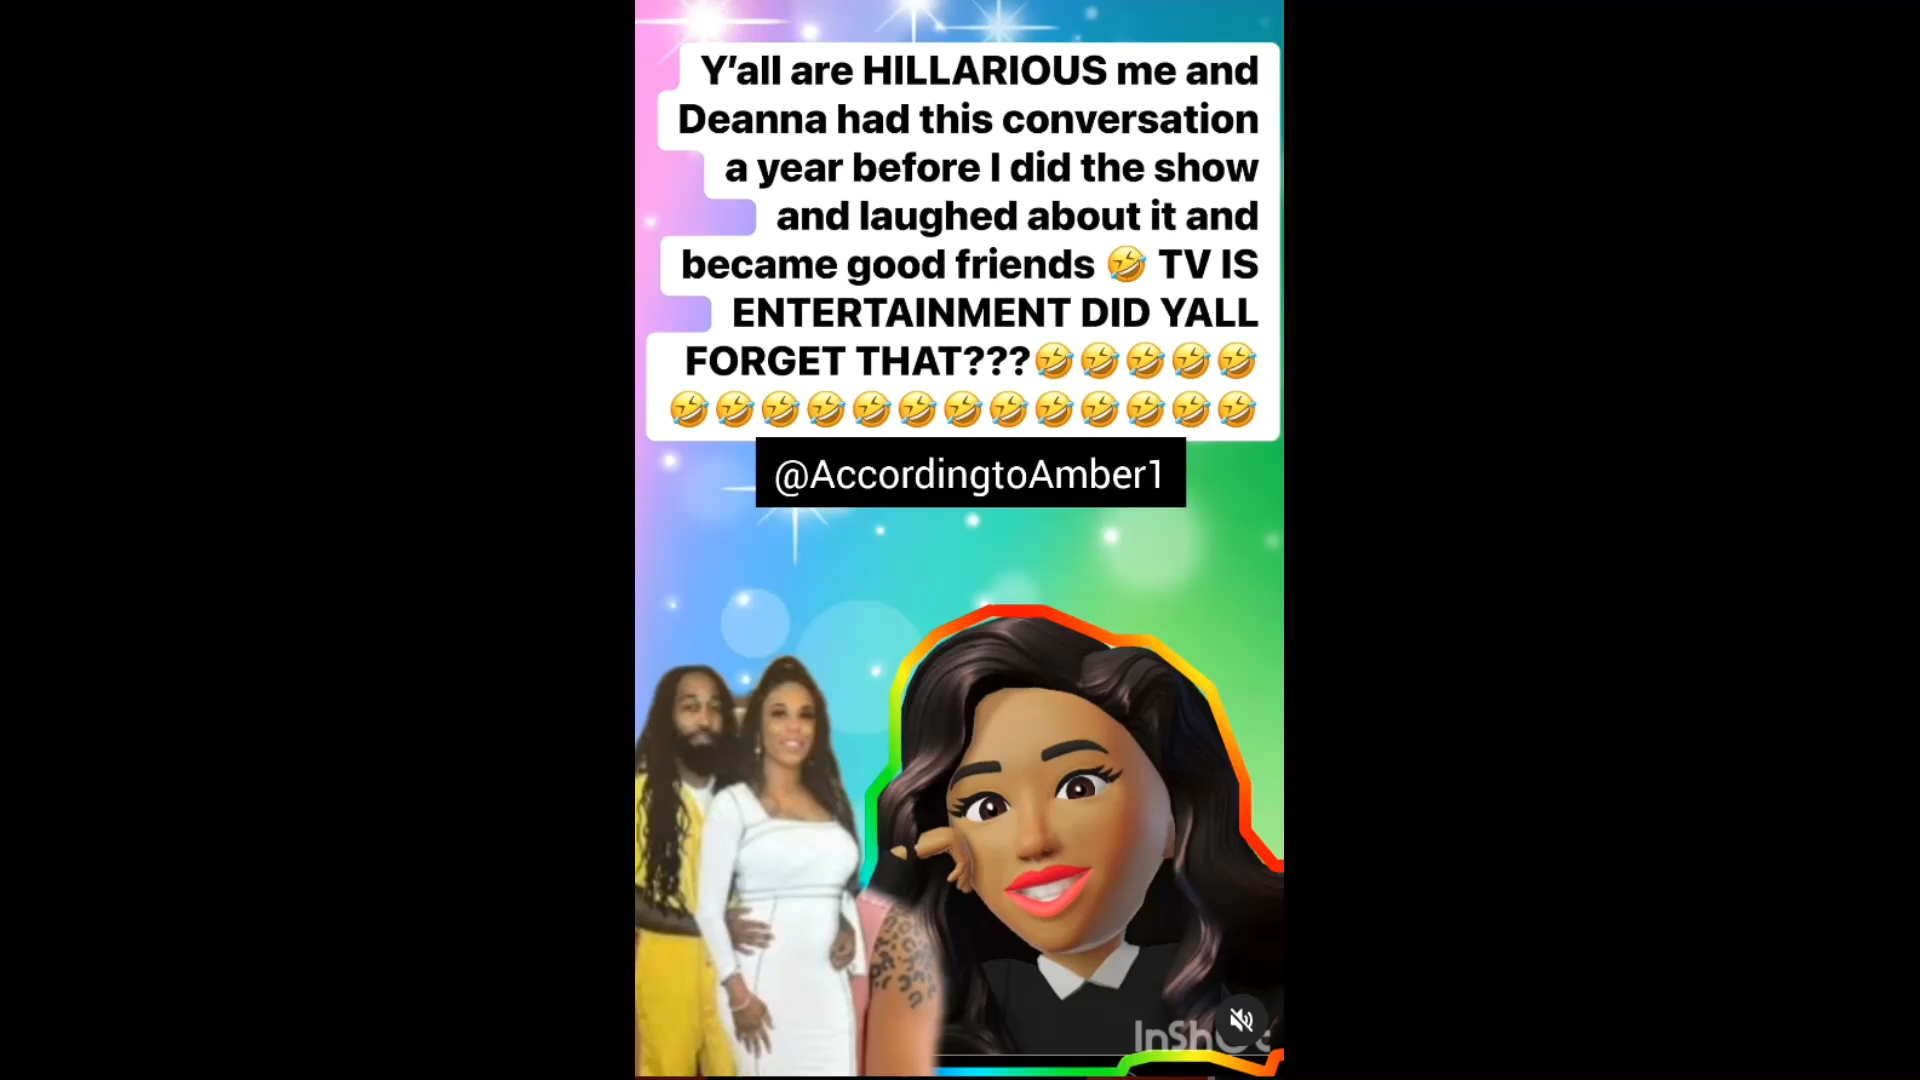 Y'all are HILLARIOUS me and
Deanna had this conversation
a year before I did the show
and laughed about it and
became good friends 🤣 TV IS
ENTERTAINMENT DID YALL
FORGET THAT???🤣🤣🤣🤣🤣
🤣🤣🤣🤣🤣🤣🤣🤣🤣🤣🤣🤣🤣
@AccordingtoAmber1